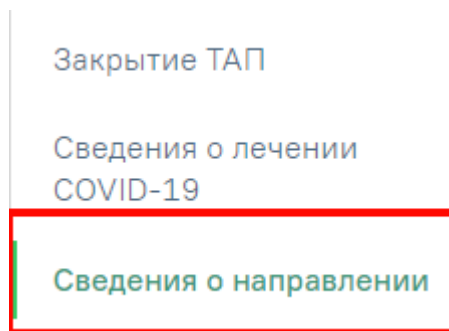 Закрытие ТАП
Сведения о лечении
COVID-19
Сведения о направлении